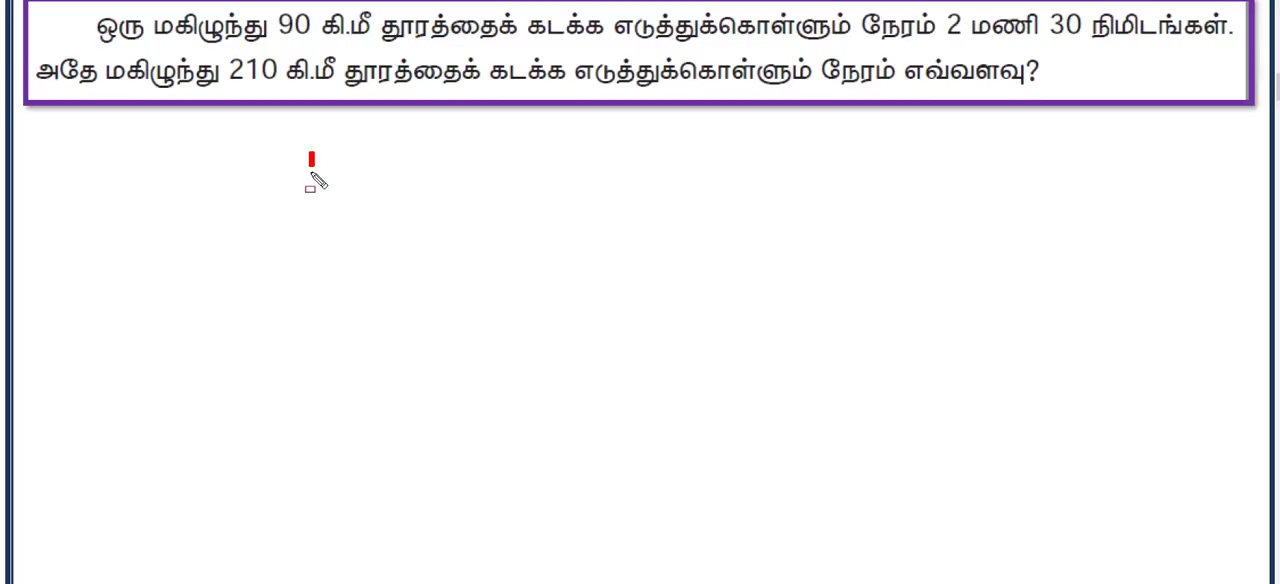 ஒரு மகிழுந்து 90 கி.மீ தூரத்தைக் கடக்க எடுத்துக்கொள்ளும் நேரம் 2 மணி 30 நிமிடங்கள்.
அதே மகிழுந்து 210 கி.மீ தூரத்தைக் கடக்க எடுத்துக்கொள்ளும் நேரம் எவ்வளவு?